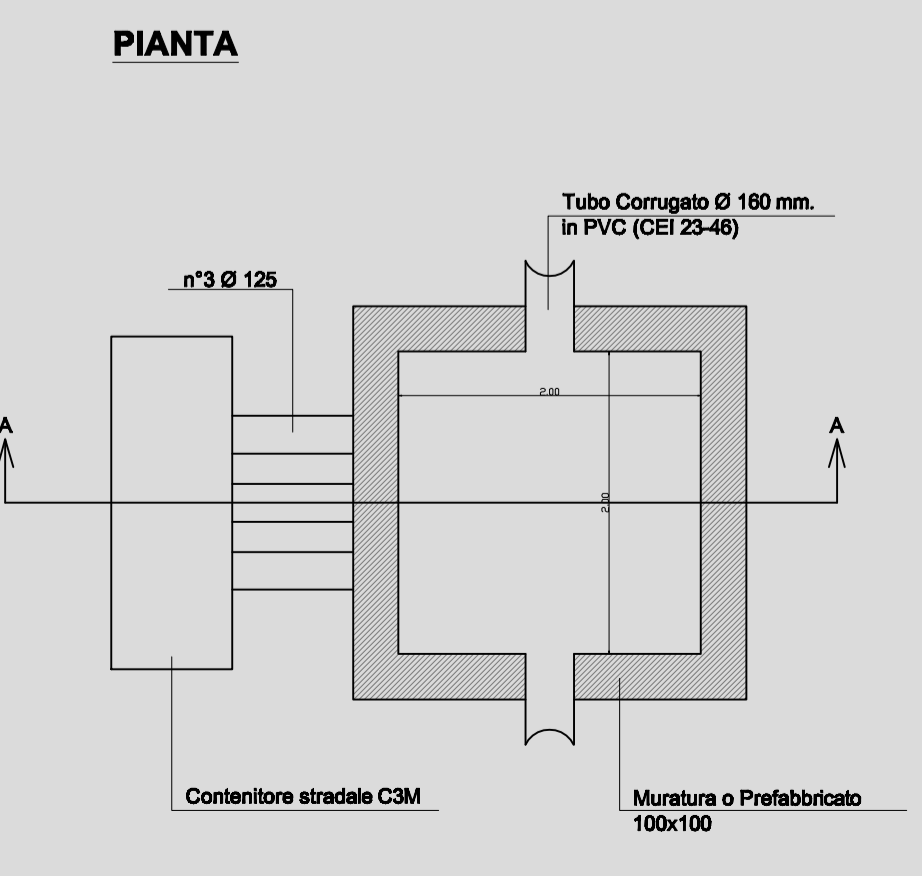 PIANTA
Tubo Corrugato Ø 160 mm.
in PVC (CEI 23-46)
n°3 Ø 125
2.00
A
A
2.00
Contenitore stradale C3M
Muratura o Prefabbricato
100x100